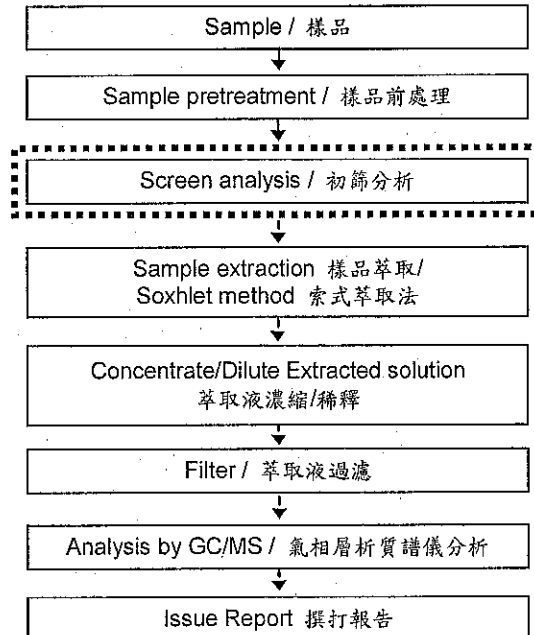 Sample / 樣品
Sample pretreatment / 樣品前處理
Screen analysis / 初篩分析
Sample extraction 樣品萃取/
Soxhlet method 索式萃取法
Concentrate/Dilute Extracted solution
萃取液濃縮/稀釋
Filter / 萃取液過濾
Analysis by GC/MS / 氣相層析質譜儀分析
Issue Report 撰打報告